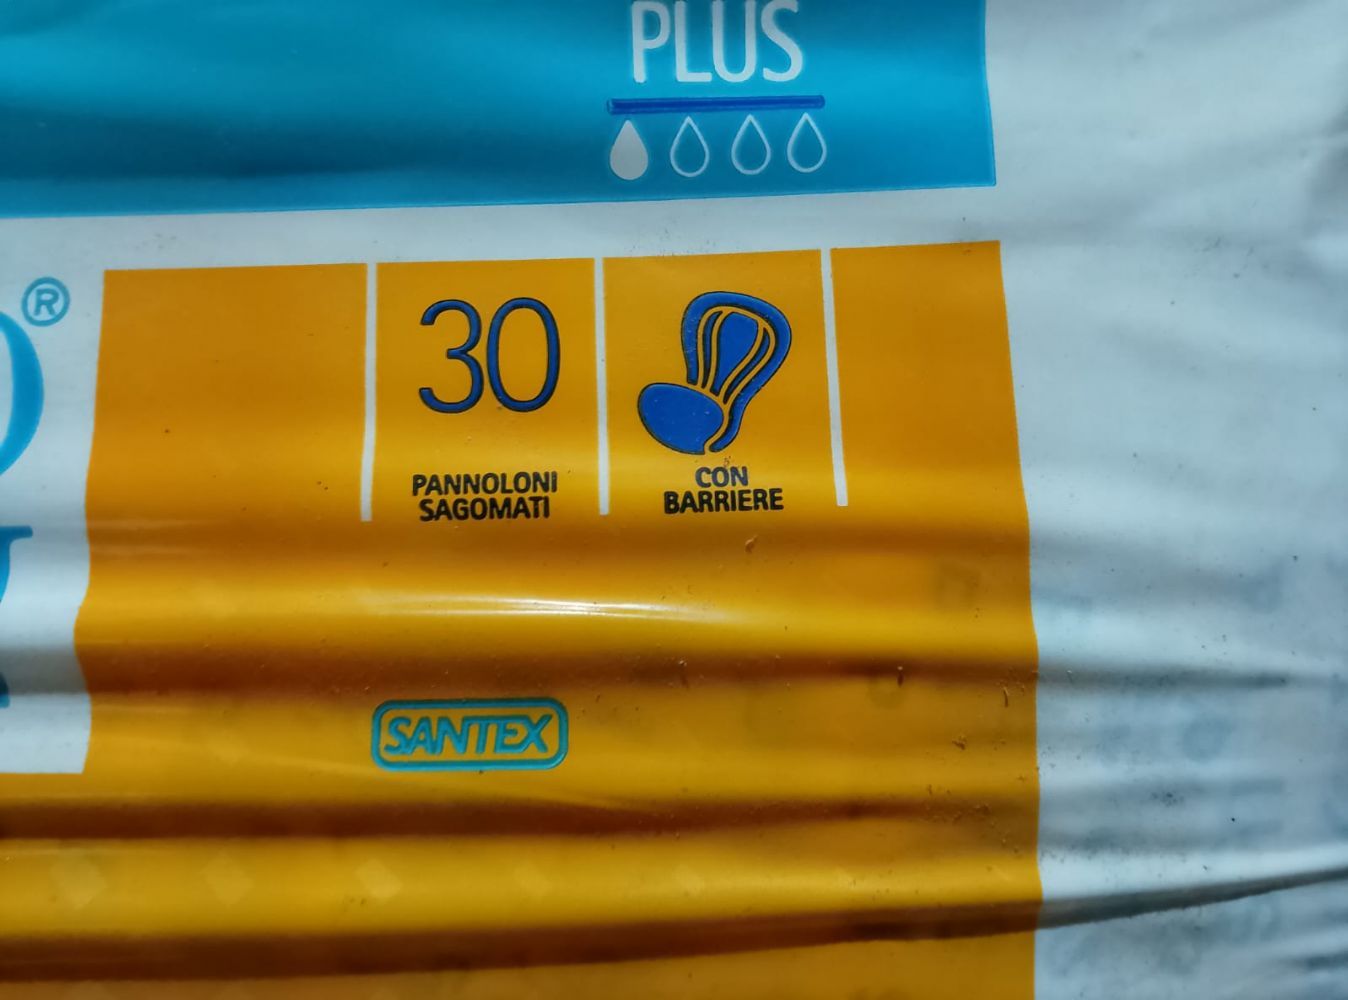 PLUS
®
30
PANNOLONI
SAGOMATI
CON
BARRIERE
SANTEX